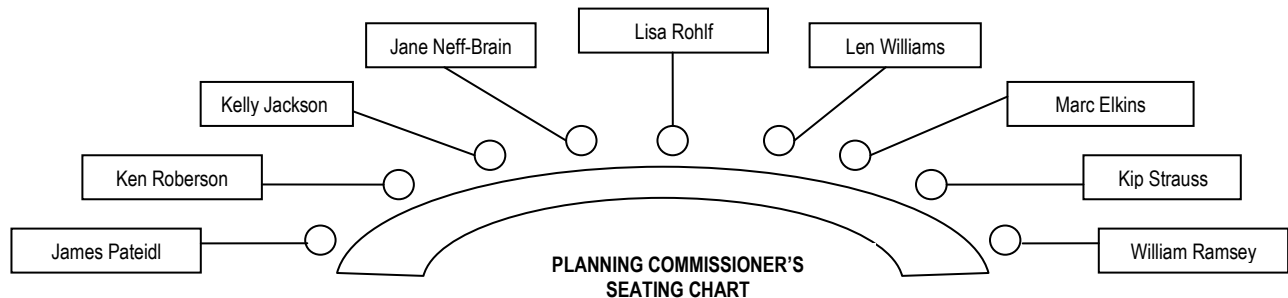 Lisa Rohlf
Jane Neff-Brain
Len Williams
Kelly Jackson
Marc Elkins
Ken Roberson
Kip Strauss
James Pateidl
William Ramsey
PLANNING COMMISSIONER'S
SEATING CHART